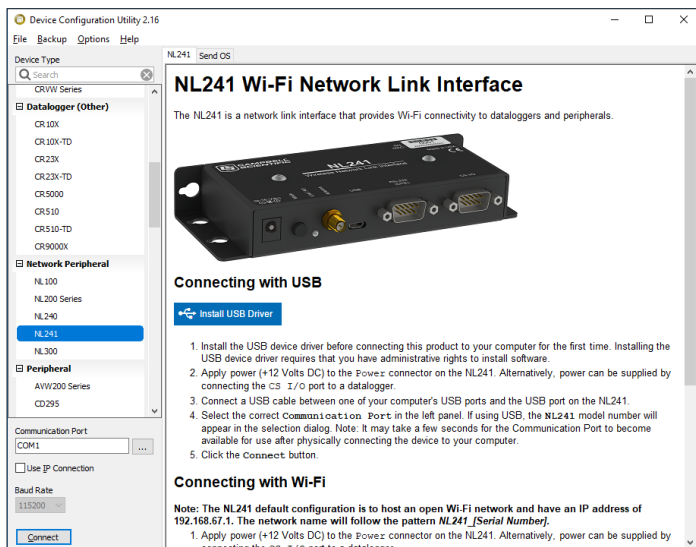 Device Configuration Utility 2.16
File Backup Options Help
Device Type
Search
CRVW Series
Datalogger (Other)
CR10X
CR10X-TD
CR23X
CR23X-TD
CR5000
CR510
CR510-TD
CR9000X
Network Peripheral
NL100
NL200 Series
NL240
NL241
NL300
Peripheral
AVW200 Series
CD295
Communication Port
COM1
...
Use IP Connection
Baud Rate
115200
Connect
NL241 Send OS
NL241 Wi-Fi Network Link Interface
The NL241 is a network link interface that provides Wi-Fi connectivity to dataloggers and peripherals.
CAMPBELL
SCIENTIFIC
NL241
Wireless Network Link Interface
CS I/O
Connecting with USB
Install USB Driver
1. Install the USB device driver before connecting this product to your computer for the first time. Installing the
USB device driver requires that you have administrative rights to install software.
2. Apply power (+12 Volts DC) to the Power connector on the NL241. Alternatively, power can be supplied by
connecting the CS I/O port to a datalogger.
3. Connect a USB cable between one of your computer's USB ports and the USB port on the NL241.
4. Select the correct Communication Port in the left panel. If using USB, the NL241 model number will
appear in the selection dialog. Note: It may take a few seconds for the Communication Port to become
available for use after physically connecting the device to your computer.
5. Click the Connect button.
Connecting with Wi-Fi
Note: The NL241 default configuration is to host an open Wi-Fi network and have an IP address of
192.168.67.1. The network name will follow the pattern NL241_[Serial Number].
1. Apply power (+12 Volts DC) to the Power connector on the NL241. Alternatively, power can be supplied by
connecting the CS I/O port to a datalogger.